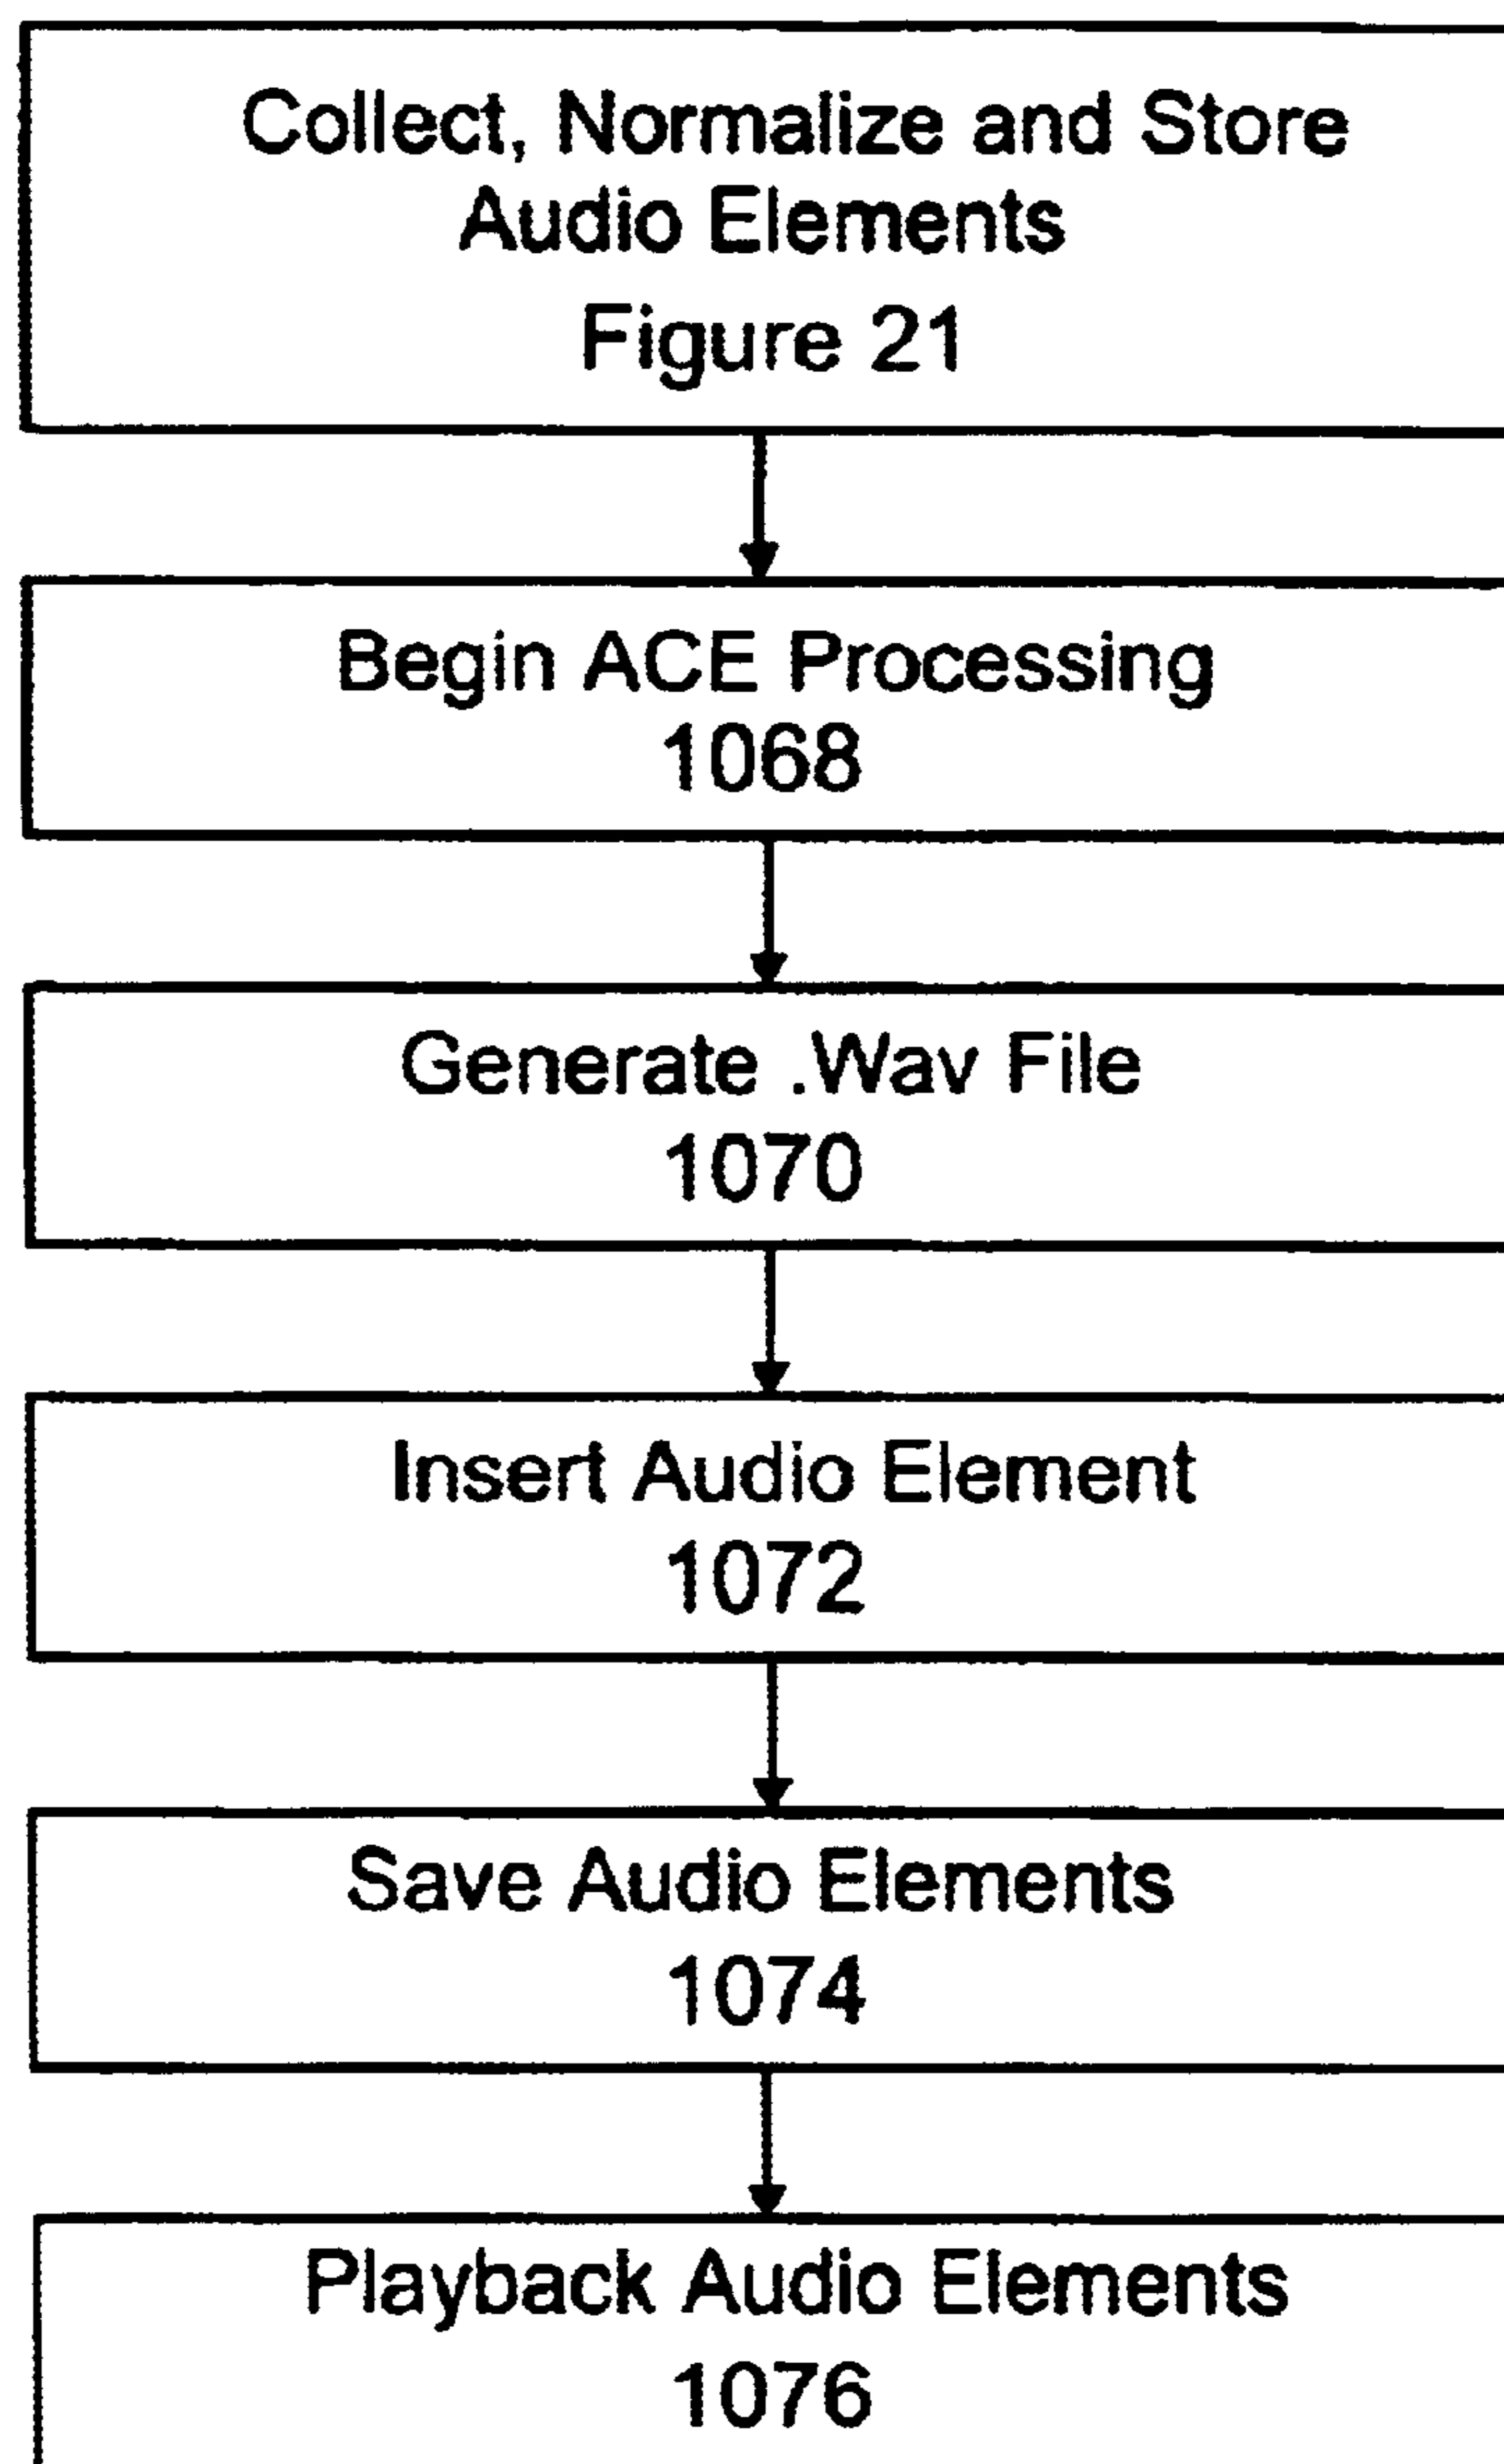 Collect, Normalize and Store
Audio Elements
Figure 21
Begin ACE Processing
1068
Generate .Wav File
1070
Insert Audio Element
1072
Save Audio Elements
1074
Playback Audio Elements
1076